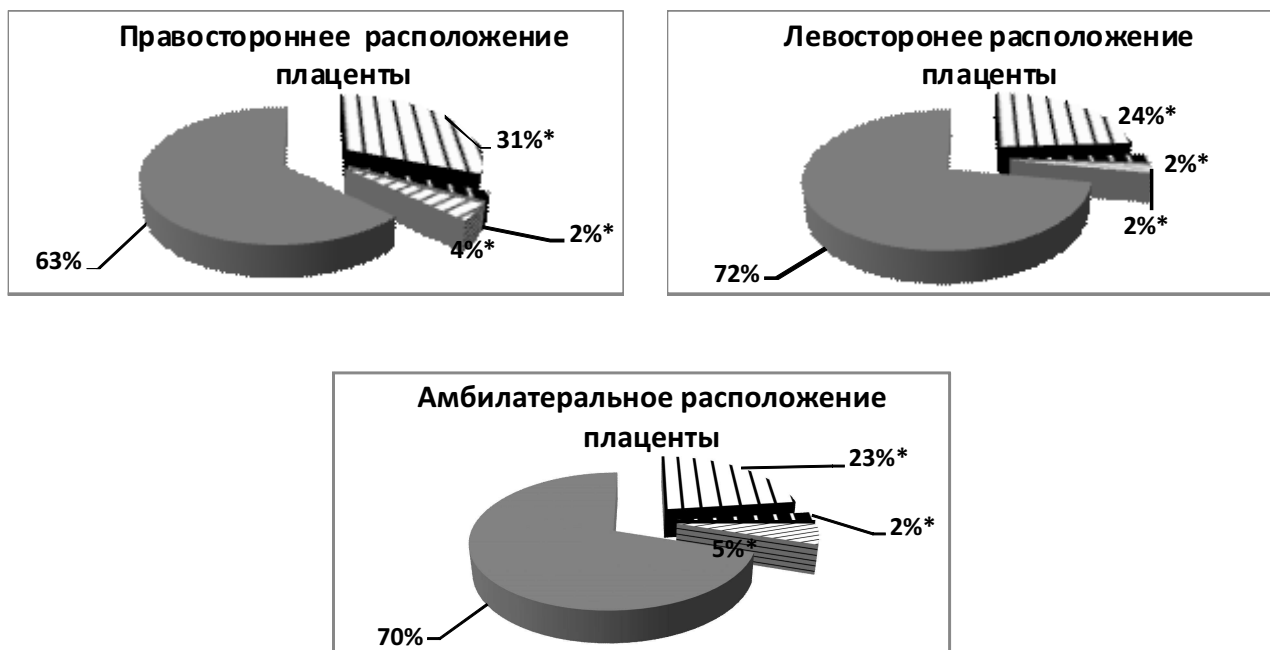 Правостороннее расположение
плаценты
31%*
2%*
4%*
63%
Левосторонее расположение
плаценты
24%*
2%*
2%*
72%
Амбилатеральное расположение
плаценты
23%*
2%*
5%*
70%